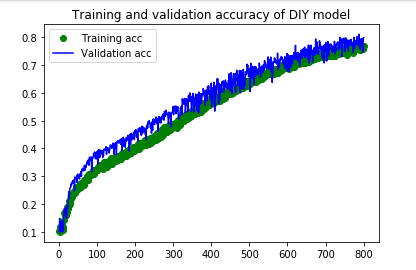 Training and validation accuracy of DIY model
Training acc
Validation acc
0.8
0.7
0.6
0.5
0.4
0.3
0.2
0.1
0 100 200 300 400 500 600 700 800